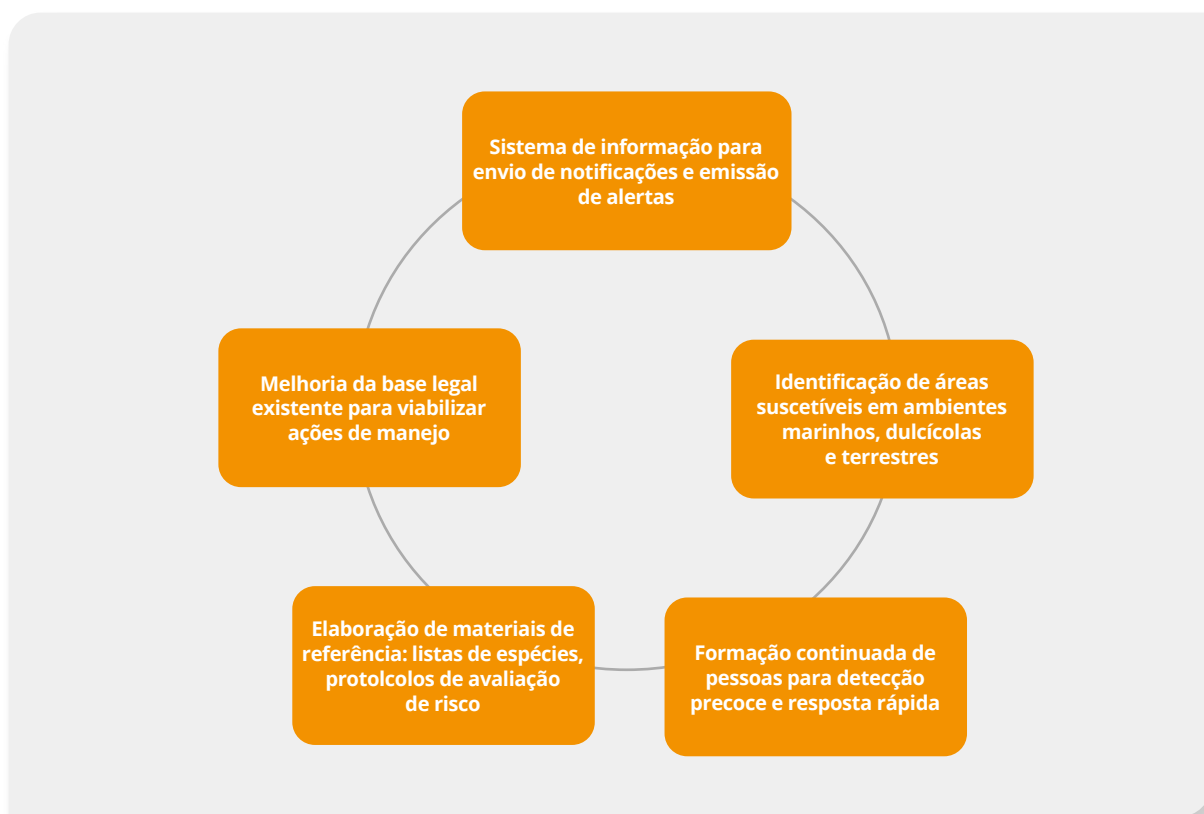 Sistema de informação para
envio de notificações e emissão
de alertas
Identificação de áreas
suscetíveis em ambientes
marinhos, dulcícolas
e terrestres
Formação continuada de
pessoas para detecção
precoce e resposta rápida
Elaboração de materiais de
referência: listas de espécies,
protolcolos de avaliação
de risco
Melhoria da base legal
existente para viabilizar
ações de manejo